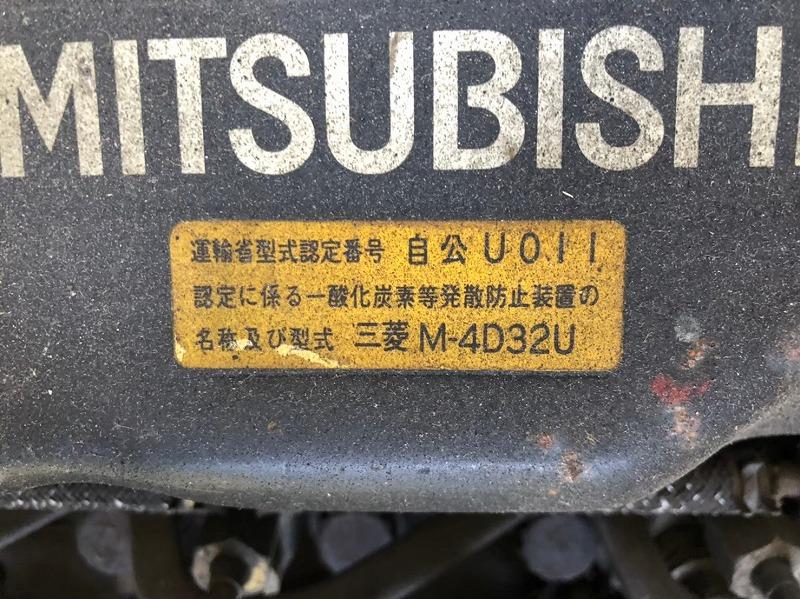 MITSUBISHI
運輸省型式認定番号 自公U011
認定に係る一酸化炭素等発散防止装置の
名称及び型式 三菱 M-4D32U